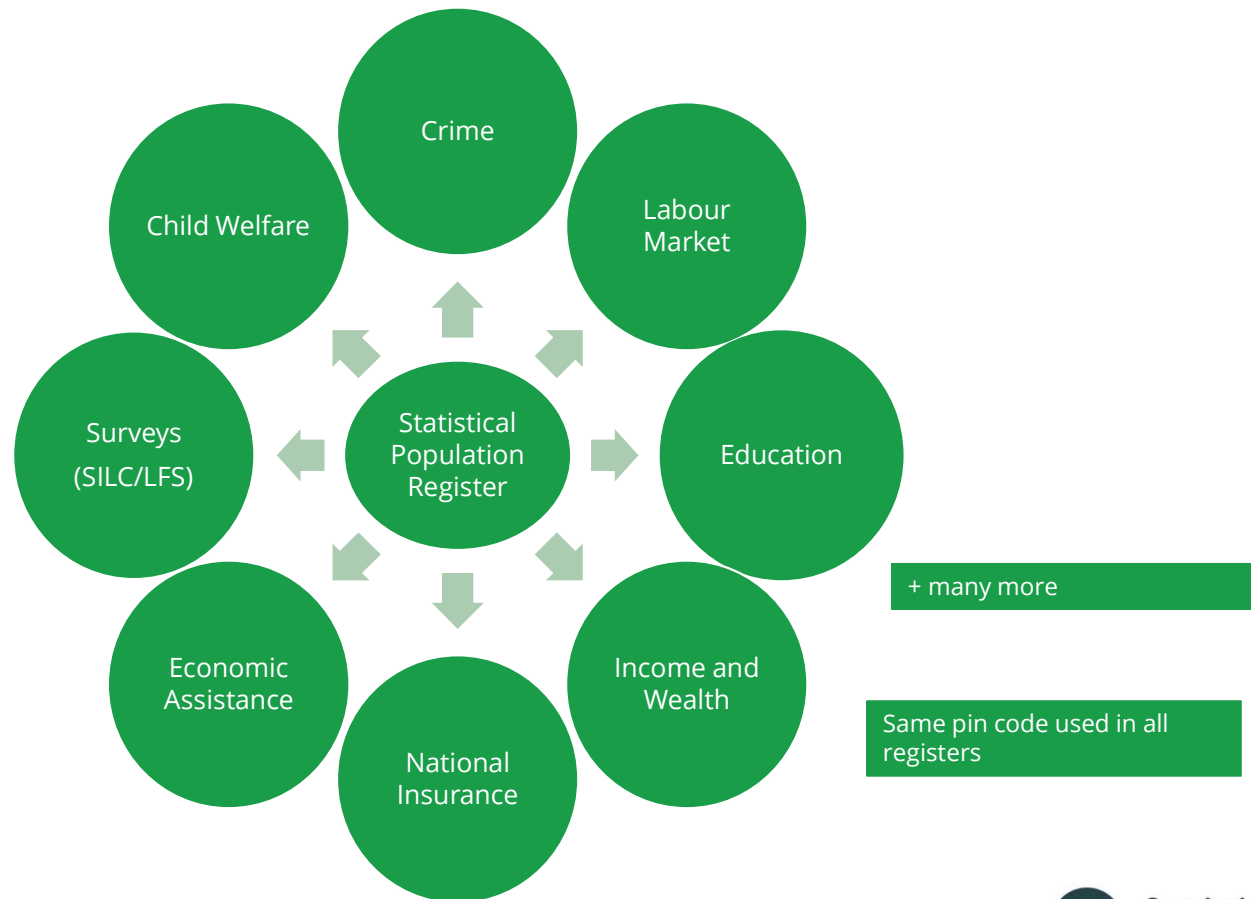 Crime
Labour
Market
Education
Income and
Wealth
National
Insurance
Economic
Assistance
Surveys
(SILC/LFS)
Child Welfare
Statistical
Population
Register
+ many more
Same pin code used in all
registers